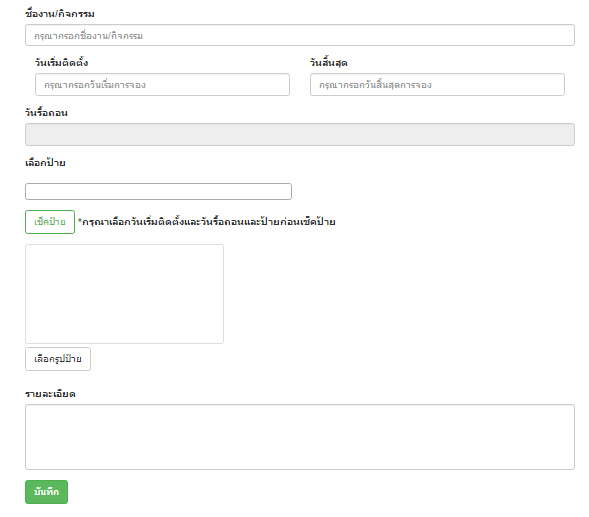 ชื่องาน/กิจกรรม
กรุณากรอกชื่องาน/กิจกรรม
วันเริ่มติดตั้ง วันสิ้นสุด
กรุณากรอกวันเริ่มการจอง กรุณากรอกวันสิ้นสุดการจอง
วันรื้อถอน
เลือกป้าย
เช็คป้าย *กรุณาเลือกวันเริ่มติดตั้งและวันรื้อถอนและป้ายก่อนเช็คป้าย
เลือกรูปป้าย
รายละเอียด
บันทึก